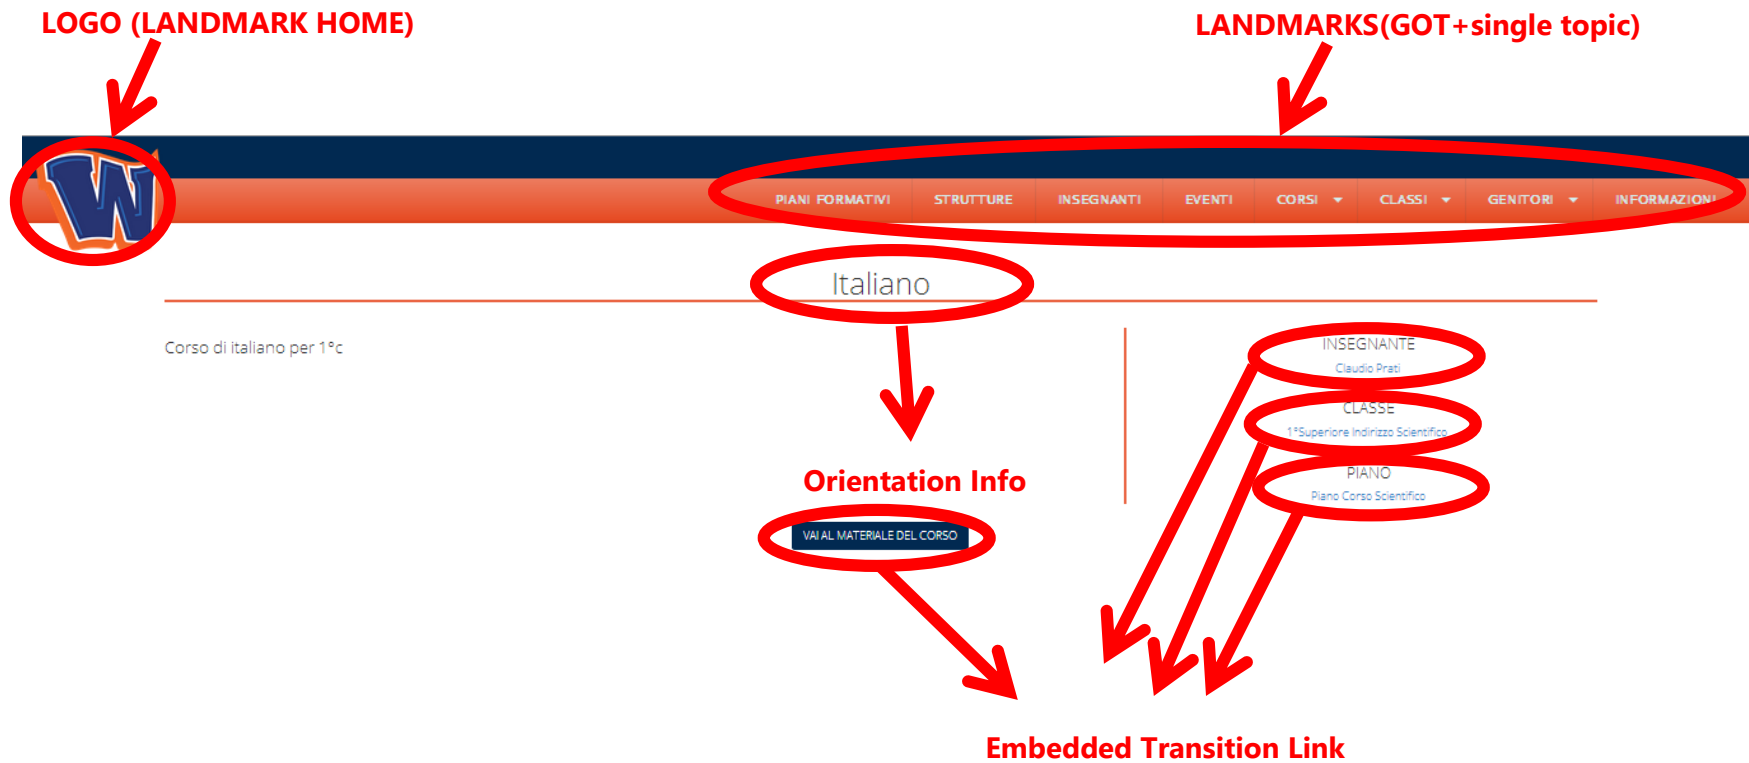 LOGO (LANDMARK HOME)
LANDMARKS(GOT+single topic)
W
PIANI FORMATIVI STRUTTURE INSEGNANTI EVENTI CORSI CLASSI GENITORI INFORMAZIONI
Italiano
Corso di italiano per 1°c
INSEGNANTE
Claudio Prati
CLASSE
1°Superiore Indirizzo Scientifico
PIANO
Piano Corso Scientifico
Orientation Info
VAI AL MATERIALE DEL CORSO
Embedded Transition Link